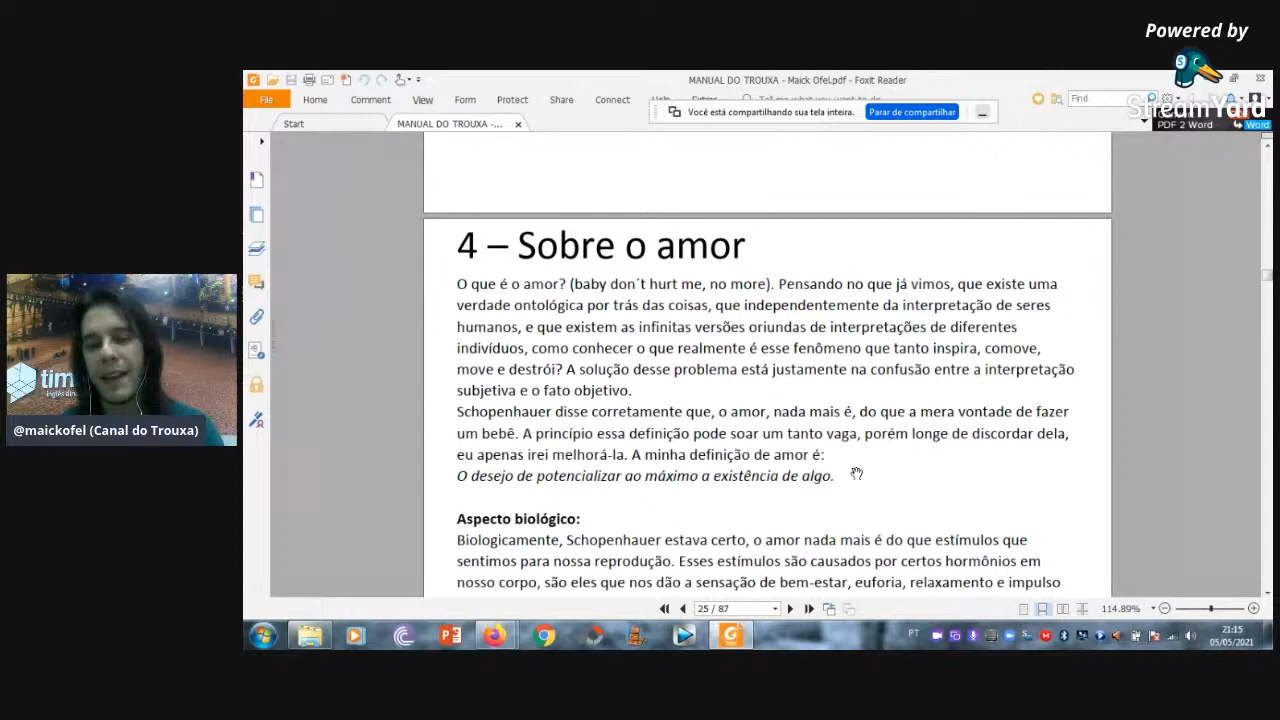 Powered by
StreamYard
MANUAL DO TROUXA - Maick Ofel.pdf - Foxit Reader
File Home Comment View Form Protect Share Connect
Find
Você está compartilhando sua tela inteira. Parar de compartilhar
Start MANUAL DO TROUXA -... PDF 2 Word Word
4 – Sobre o amor
O que é o amor? (baby don´t hurt me, no more). Pensando no que já vimos, que existe uma
verdade ontológica por trás das coisas, que independentemente da interpretação de seres
humanos, e que existem as infinitas versões oriundas de interpretações de diferentes
indivíduos, como conhecer o que realmente é esse fenômeno que tanto inspira, comove,
move e destrói? A solução desse problema está justamente na confusão entre a interpretação
subjetiva e o fato objetivo.
Schopenhauer disse corretamente que, o amor, nada mais é, do que a mera vontade de fazer
um bebê. A princípio essa definição pode soar um tanto vaga, porém longe de discordar dela,
eu apenas irei melhorá-la. A minha definição de amor é:
O desejo de potencializar ao máximo a existência de algo.
Aspecto biológico:
Biologicamente, Schopenhauer estava certo, o amor nada mais é do que estímulos que
sentimos para nossa reprodução. Esses estímulos são causados por certos hormônios em
nosso corpo, são eles que nos dão a sensação de bem-estar, euforia, relaxamento e impulso
tim
@maickofel (Canal do Trouxa)
25 / 87
114.89%
PT
21:15
05/05/2021